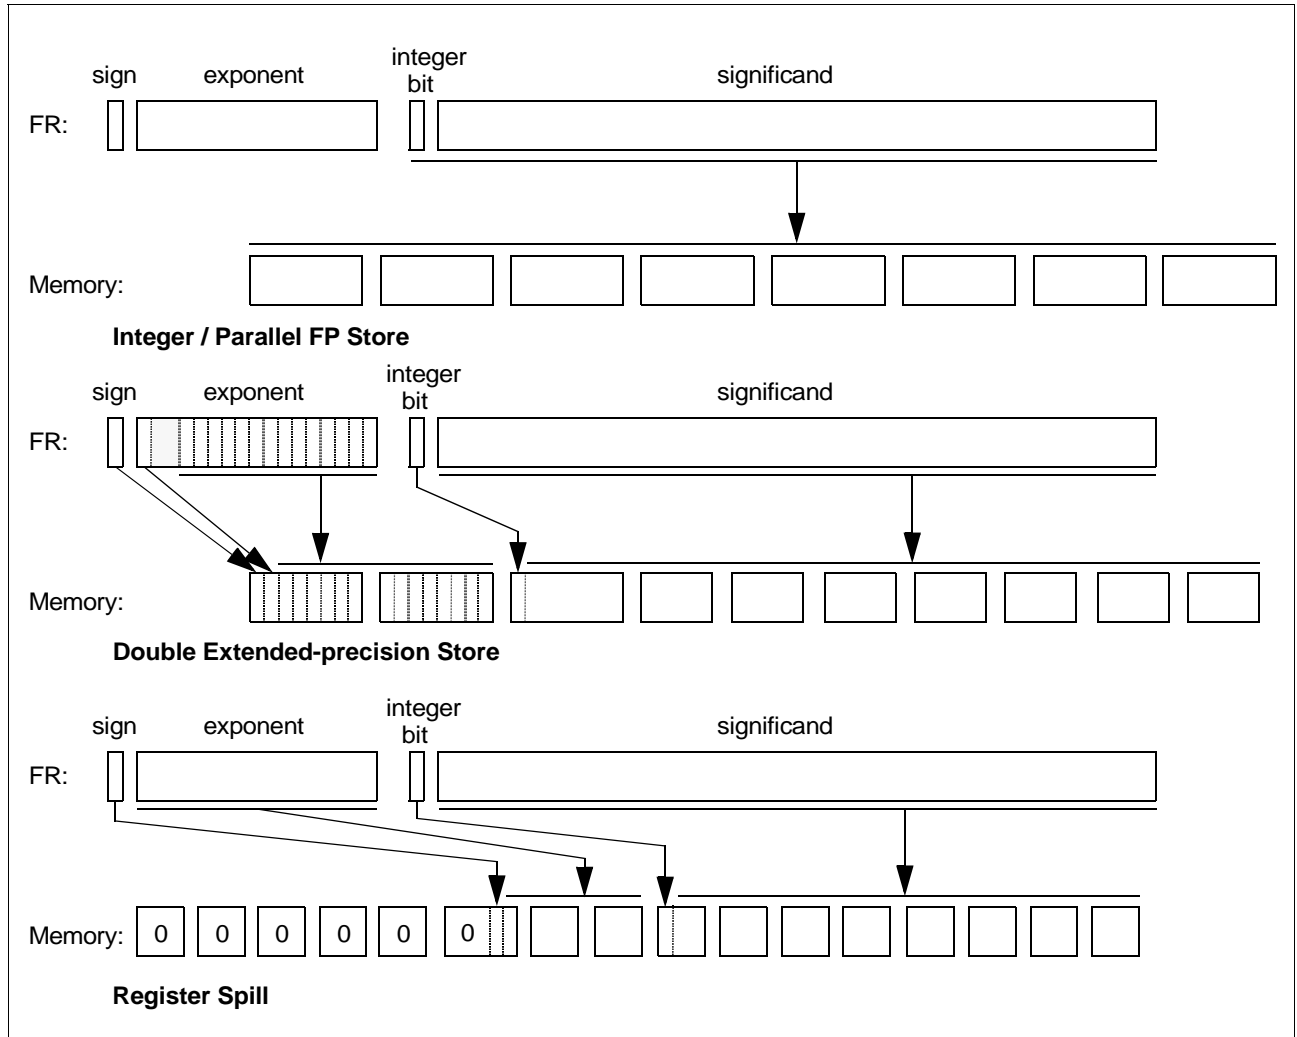 sign exponent integer bit significand
FR:
Memory:
Integer / Parallel FP Store
sign exponent integer bit significand
FR:
Memory:
Double Extended-precision Store
sign exponent integer bit significand
FR:
Memory: 0 0 0 0 0 0
Register Spill